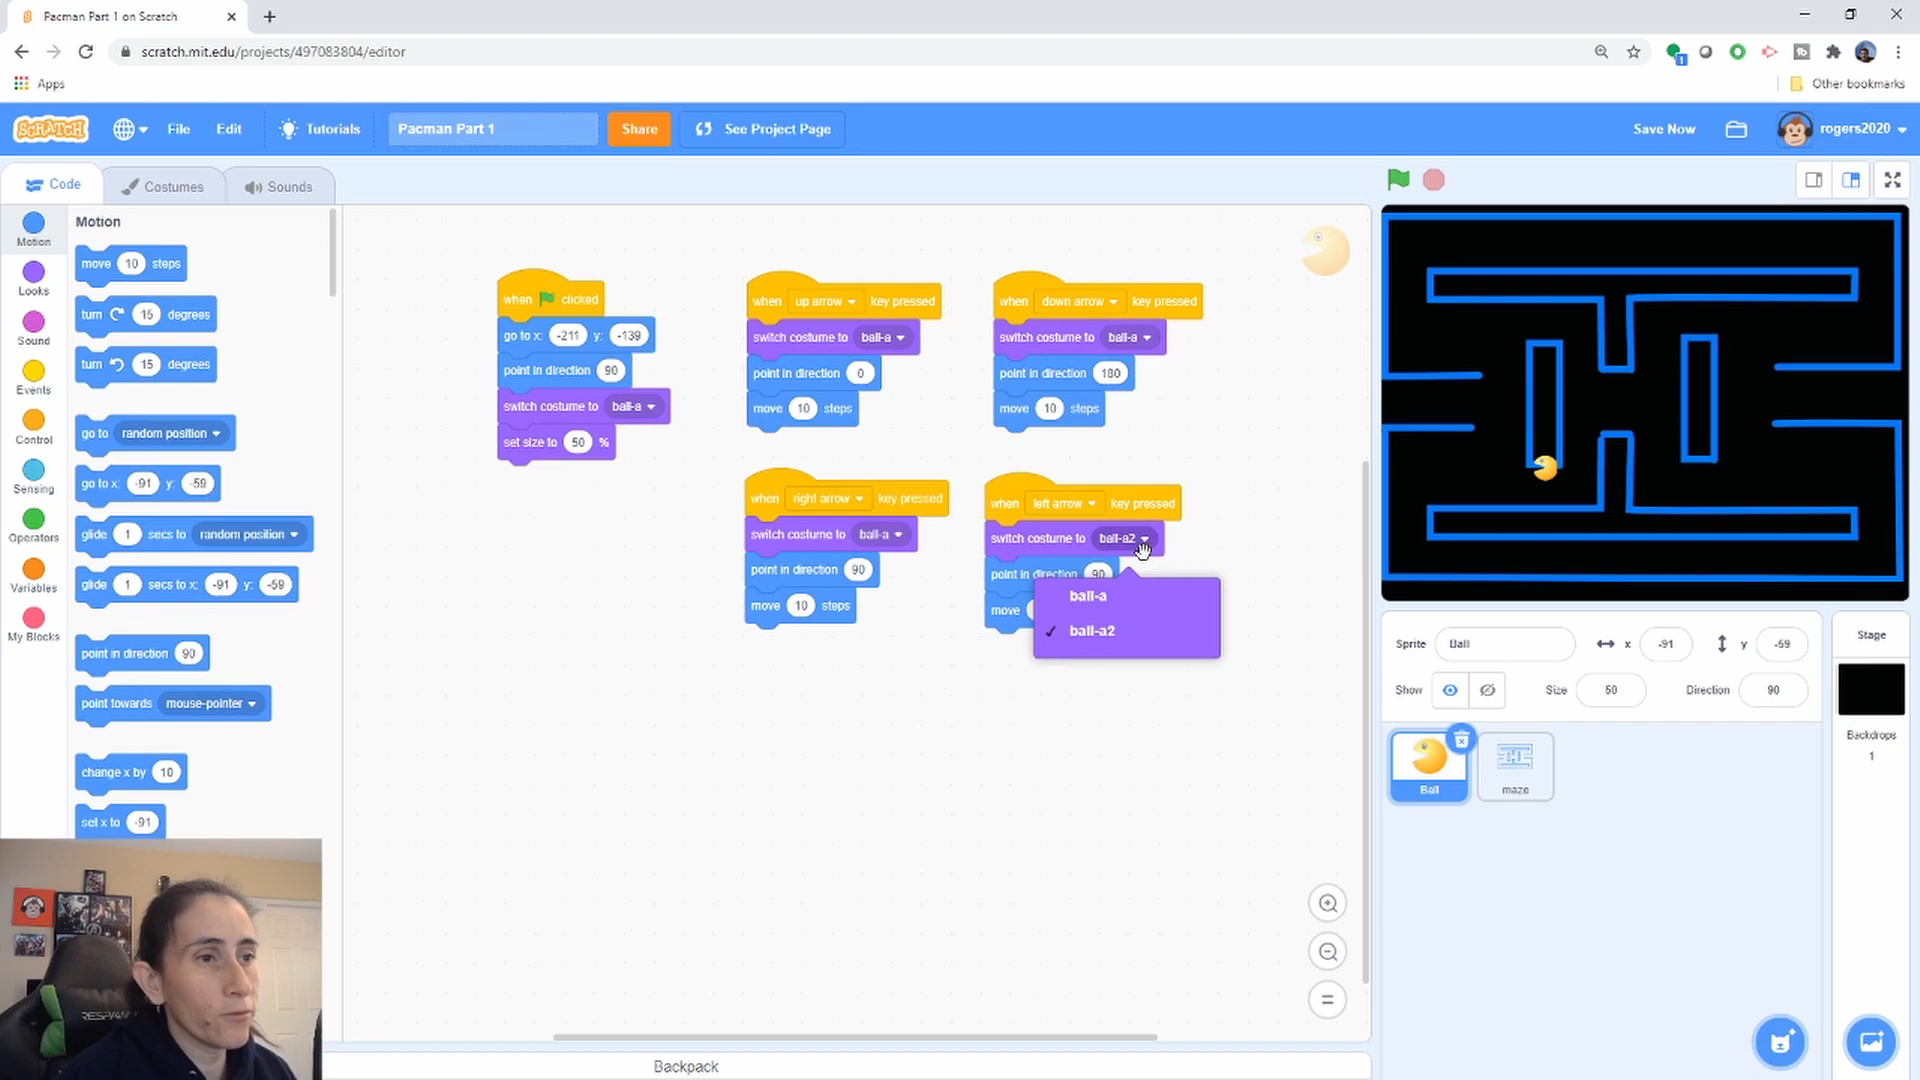 Pacman Part 1 on Scratch
scratch.mit.edu/projects/497083804/editor
Apps
Other bookmarks
SCRATCH
File
Edit
Tutorials
Pacman Part 1
Share
See Project Page
Save Now
rogers2020
Code
Costumes
Sounds
Motion
Looks
Sound
Events
Control
Sensing
Operators
Variables
My Blocks
Motion
move 10 steps
turn 15 degrees
turn 15 degrees
go to random position
go to x: -91 y: -59
glide 1 secs to random position
glide 1 secs to x: -91 y: -59
point in direction 90
point towards mouse-pointer
change x by 10
set x to -91
when clicked
go to x: -211 y: -139
point in direction 90
switch costume to ball-a
set size to 50 %
when up arrow key pressed
switch costume to ball-a
point in direction 0
move 10 steps
when down arrow key pressed
switch costume to ball-a
point in direction 180
move 10 steps
when right arrow key pressed
switch costume to ball-a
point in direction 90
move 10 steps
when left arrow key pressed
switch costume to ball-a2
point in direction 90
move
ball-a
ball-a2
Sprite Ball x -91 y -59
Show Size 50 Direction 90
Ball
maze
Stage
Backdrops
1
Backpack
RESPAWN